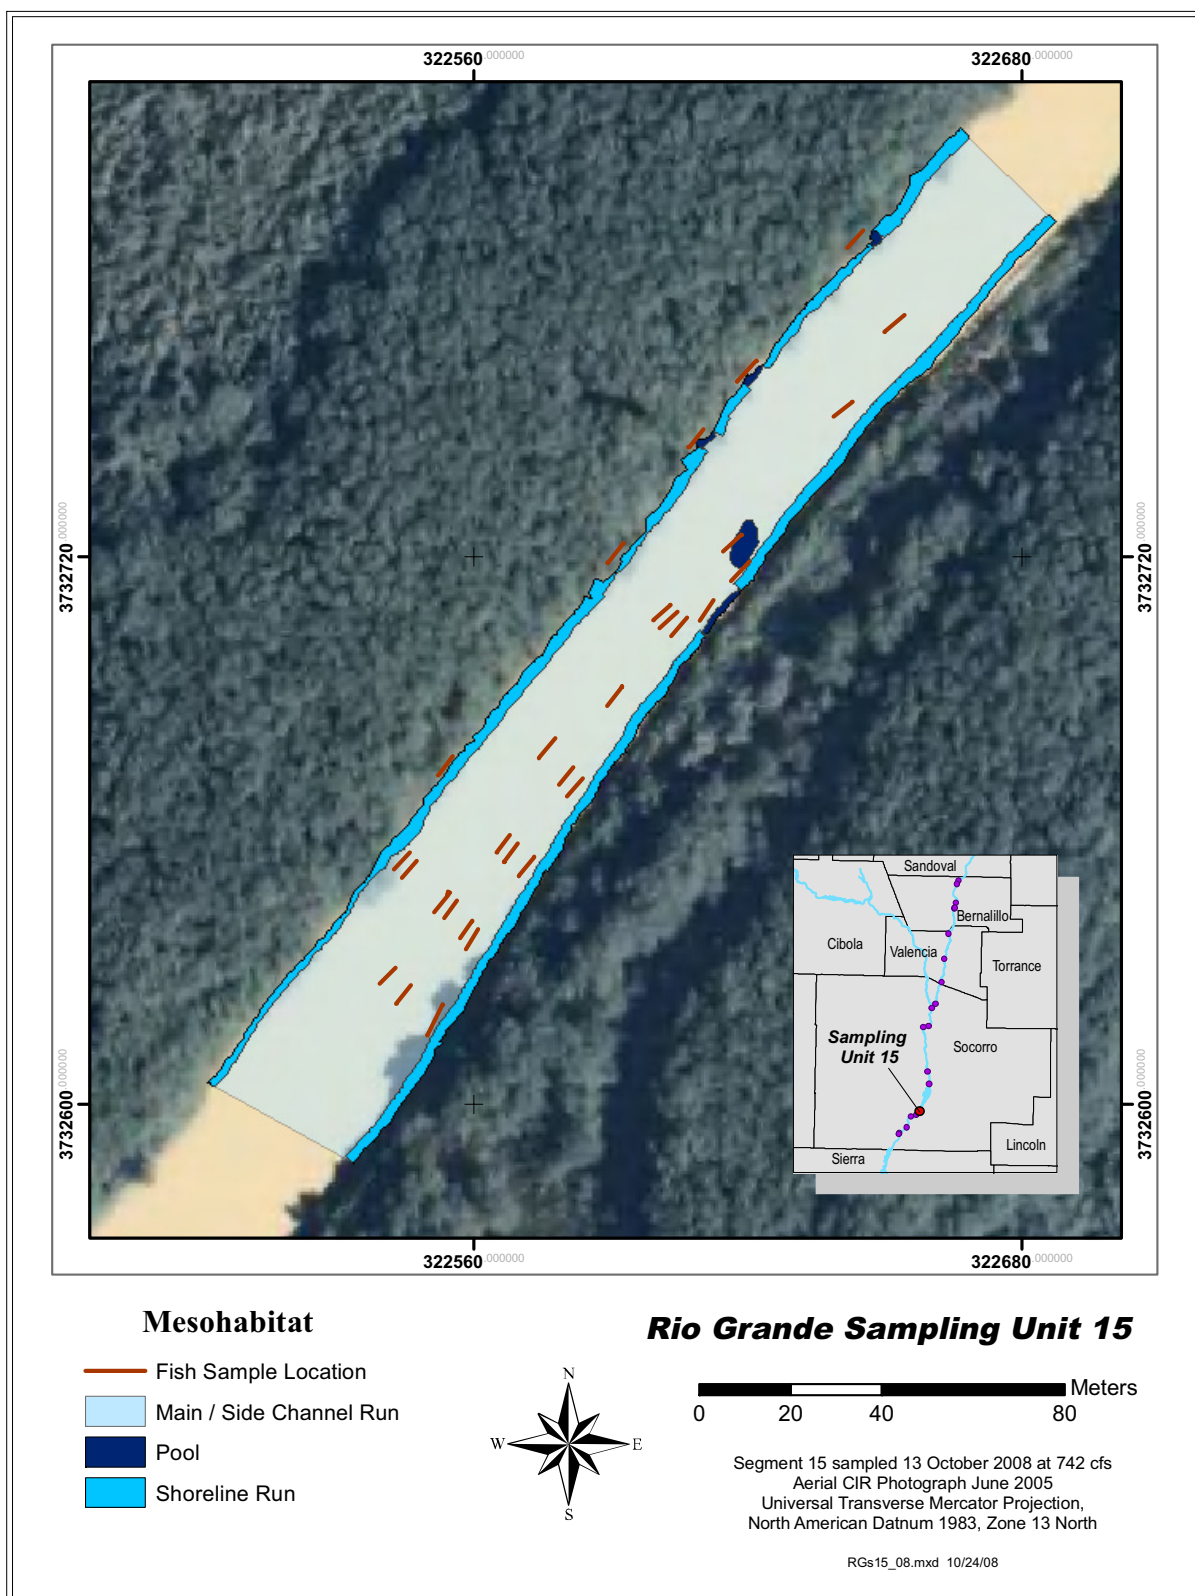 322560.000000
322680.000000
3732720.000000
3732720.000000
3732600.000000
3732600.000000
322560.000000
322680.000000
Sandoval
Bernalillo
Cibola
Valencia
Torrance
Sampling
Unit 15
Socorro
Lincoln
Sierra
Mesohabitat
Fish Sample Location
Main / Side Channel Run
Pool
Shoreline Run
N
W
E
S
Rio Grande Sampling Unit 15
Meters
0 20 40 80
Segment 15 sampled 13 October 2008 at 742 cfs
Aerial CIR Photograph June 2005
Universal Transverse Mercator Projection,
North American Datnum 1983, Zone 13 North
RGs15_08.mxd 10/24/08